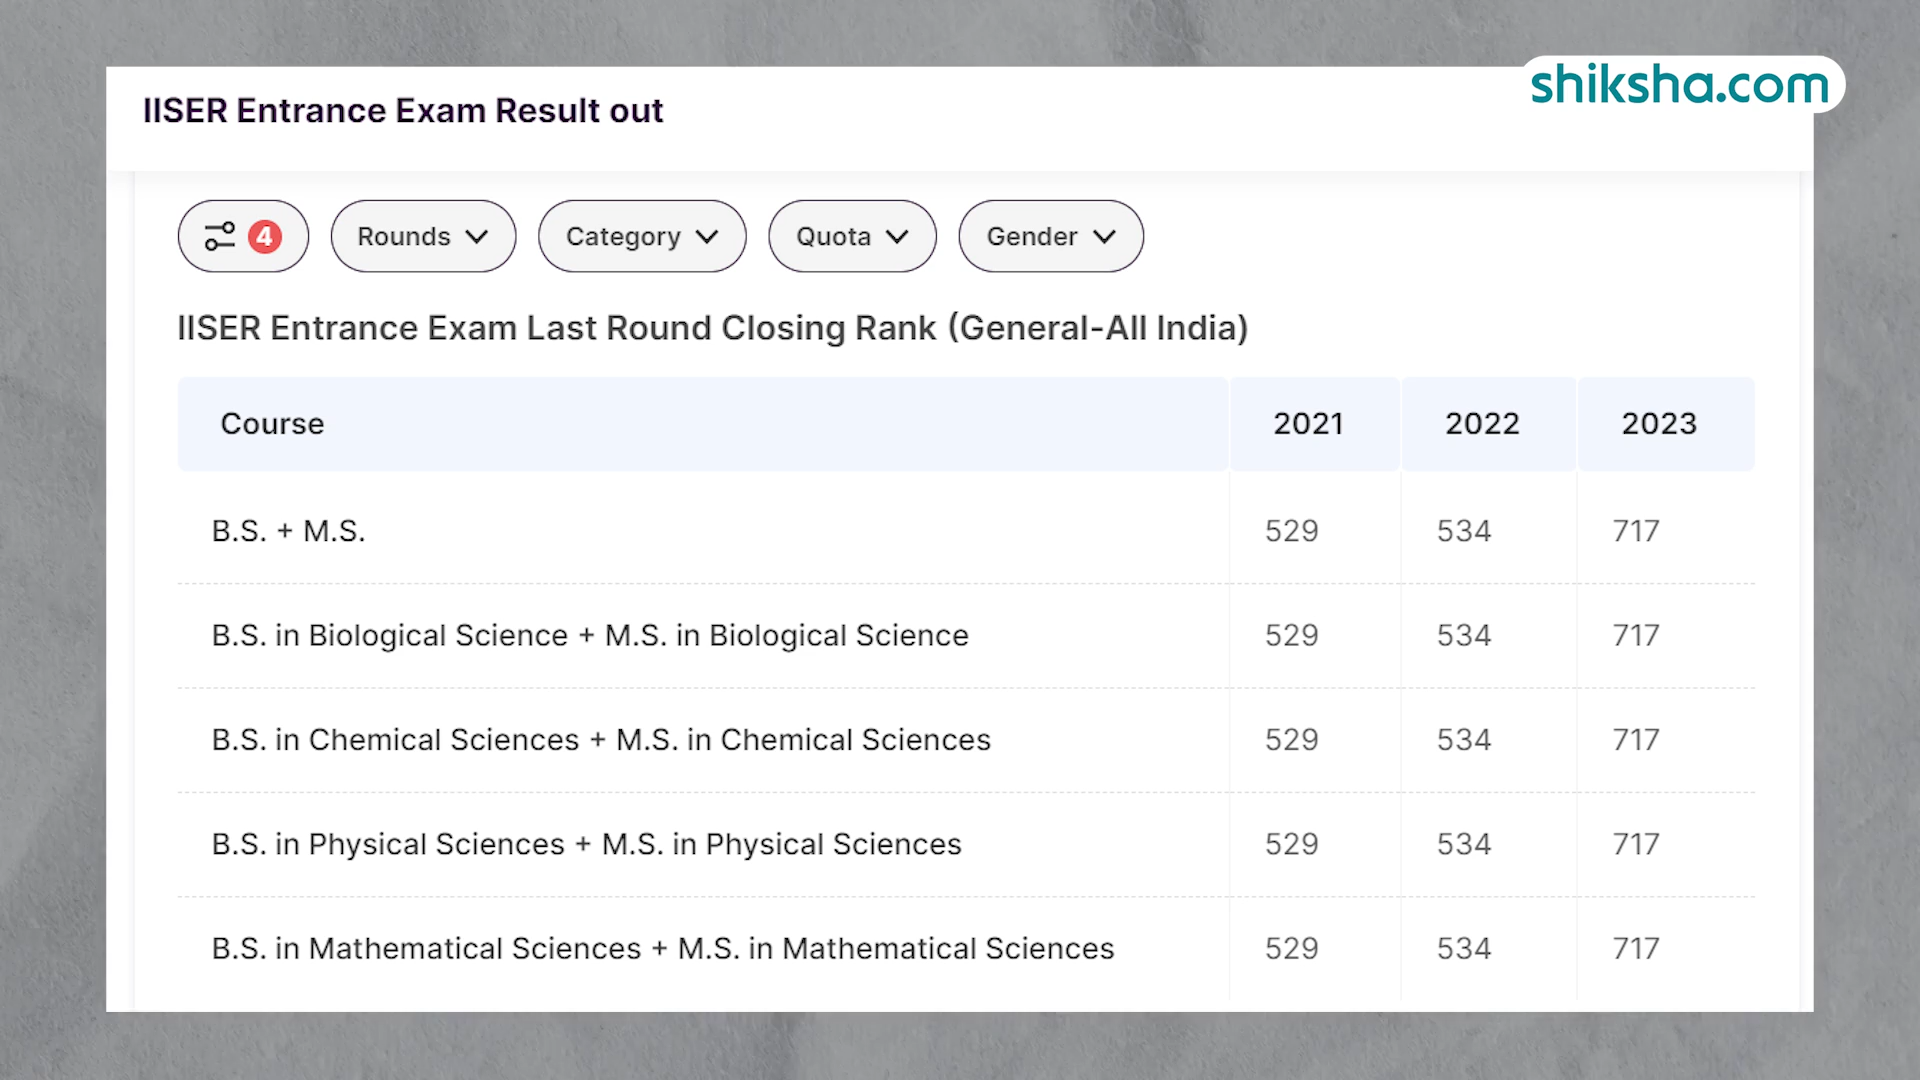 shiksha.com
IISER Entrance Exam Result out
4 Rounds Category Quota Gender
IISER Entrance Exam Last Round Closing Rank (General-All India)
Course 2021 2022 2023
B.S. + M.S. 529 534 717
B.S. in Biological Science + M.S. in Biological Science 529 534 717
B.S. in Chemical Sciences + M.S. in Chemical Sciences 529 534 717
B.S. in Physical Sciences + M.S. in Physical Sciences 529 534 717
B.S. in Mathematical Sciences + M.S. in Mathematical Sciences 529 534 717